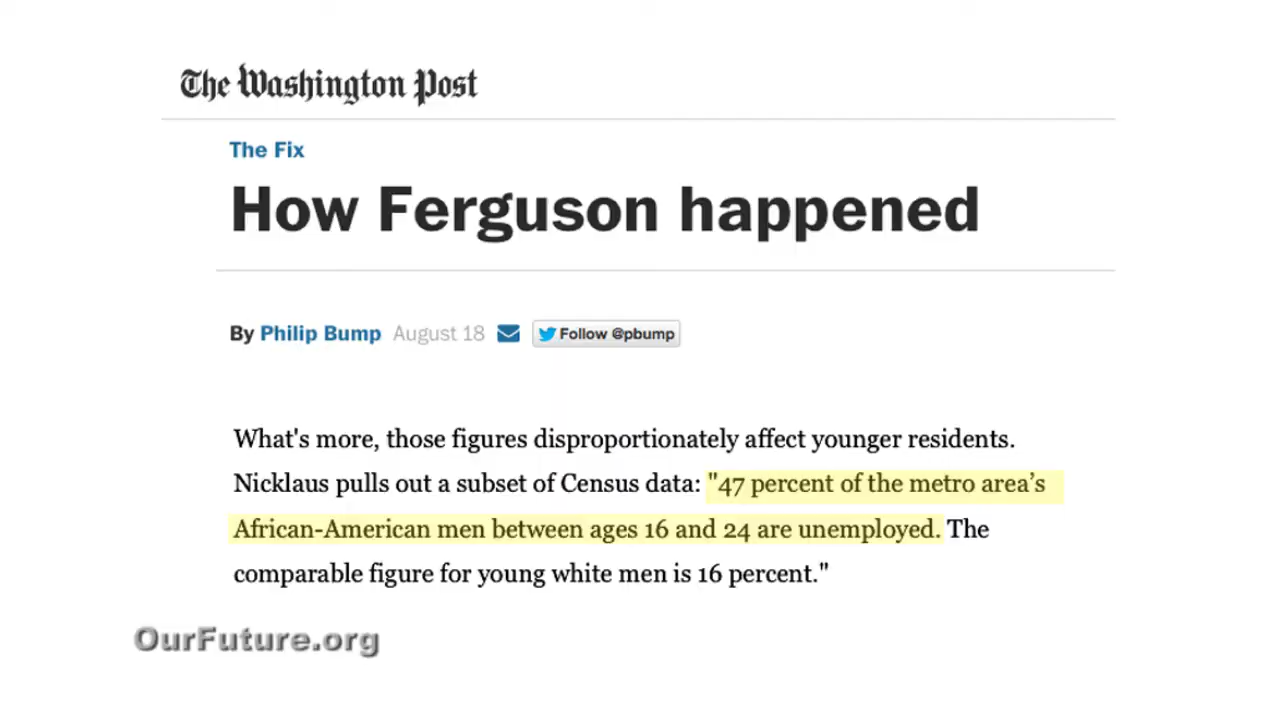 The Washington Post
The Fix
How Ferguson happened
By Philip Bump August 18 Follow @pbump
What's more, those figures disproportionately affect younger residents.
Nicklaus pulls out a subset of Census data: "47 percent of the metro area’s
African-American men between ages 16 and 24 are unemployed. The
comparable figure for young white men is 16 percent."
OurFuture.org